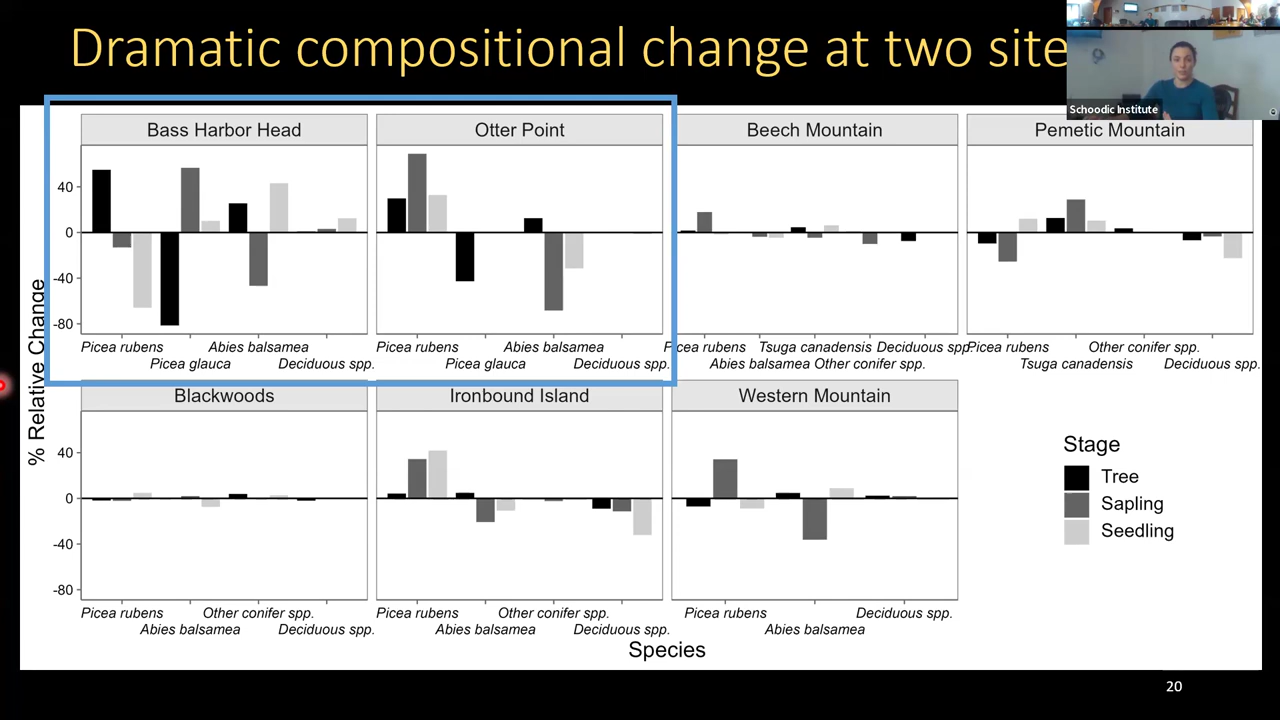 Dramatic compositional change at two site
Schoodic Institute
Bass Harbor Head
Otter Point
Beech Mountain
Pemetic Mountain
40
0
-40
-80
Picea rubens
Abies balsamea
Picea glauca
Deciduous spp.
Picea rubens
Abies balsamea
Picea glauca
Deciduous spp.
Picea rubens
Tsuga canadensis
Deciduous spp.
Abies balsamea
Other conifer spp.
Picea rubens
Other conifer spp.
Tsuga canadensis
Deciduous spp.
% Relative Change
Blackwoods
Ironbound Island
Western Mountain
40
0
-40
-80
Picea rubens
Other conifer spp.
Abies balsamea
Deciduous spp.
Picea rubens
Other conifer spp.
Abies balsamea
Deciduous spp.
Picea rubens
Deciduous spp.
Abies balsamea
Species
Stage
Tree
Sapling
Seedling
20